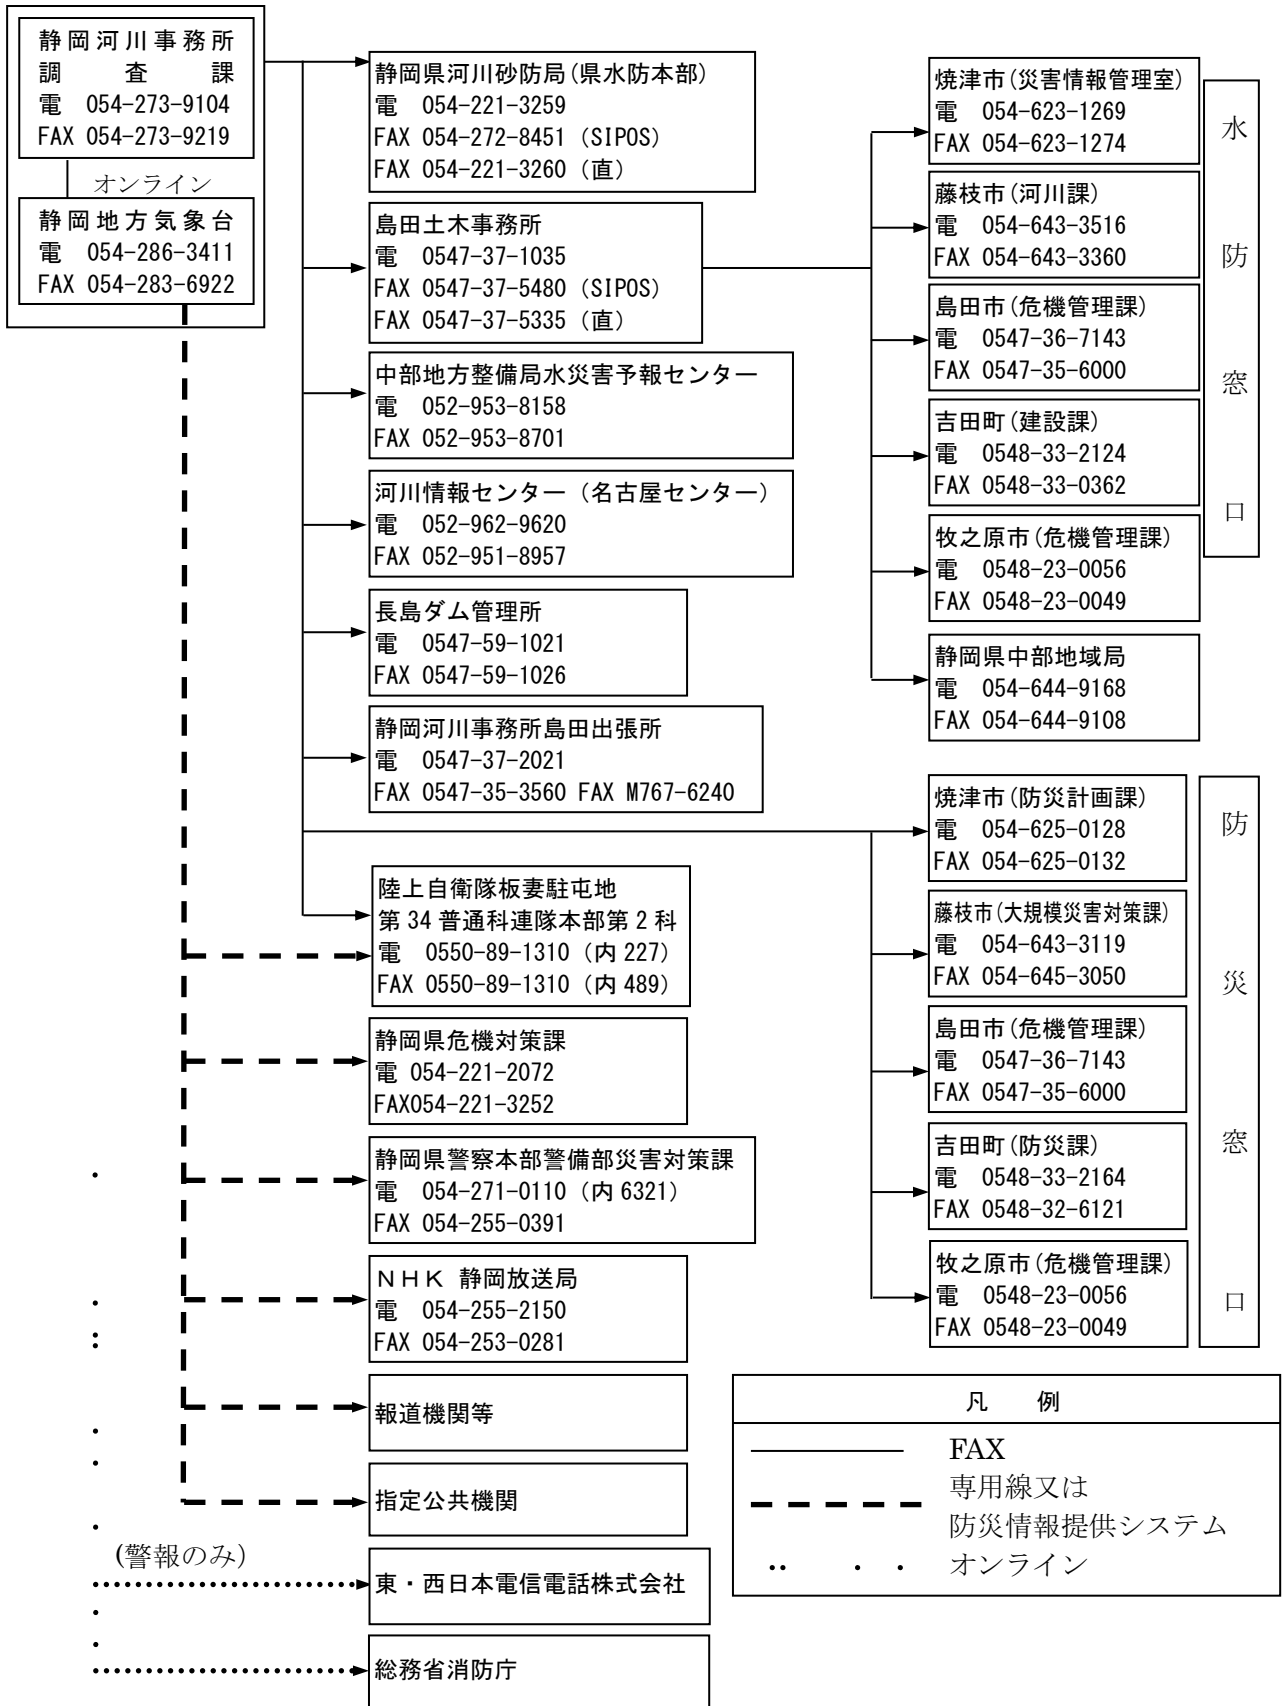 静岡河川事務所
調査課
電 054-273-9104
FAX 054-273-9219
オンライン
静岡地方気象台
電 054-286-3411
FAX 054-283-6922
静岡県河川砂防局(県水防本部)
電 054-221-3259
FAX 054-272-8451（SIPOS）
FAX 054-221-3260（直）
島田土木事務所
電 0547-37-1035
FAX 0547-37-5480（SIPOS）
FAX 0547-37-5335（直）
中部地方整備局水災害予報センター
電 052-953-8158
FAX 052-953-8701
河川情報センター（名古屋センター）
電 052-962-9620
FAX 052-951-8957
長島ダム管理所
電 0547-59-1021
FAX 0547-59-1026
静岡河川事務所島田出張所
電 0547-37-2021
FAX 0547-35-3560 FAX M767-6240
陸上自衛隊板妻駐屯地
第34普通科連隊本部第2科
電 0550-89-1310（内227）
FAX 0550-89-1310（内489）
静岡県危機対策課
電 054-221-2072
FAX054-221-3252
静岡県警察本部警備部災害対策課
電 054-271-0110（内6321）
FAX 054-255-0391
ＮＨＫ 静岡放送局
電 054-255-2150
FAX 054-253-0281
報道機関等
指定公共機関
(警報のみ)
東・西日本電信電話株式会社
総務省消防庁
焼津市(災害情報管理室)
電 054-623-1269
FAX 054-623-1274
藤枝市(河川課)
電 054-643-3516
FAX 054-643-3360
島田市(危機管理課)
電 0547-36-7143
FAX 0547-35-6000
吉田町(建設課)
電 0548-33-2124
FAX 0548-33-0362
牧之原市(危機管理課)
電 0548-23-0056
FAX 0548-23-0049
静岡県中部地域局
電 054-644-9168
FAX 054-644-9108
水防窓口
焼津市(防災計画課)
電 054-625-0128
FAX 054-625-0132
藤枝市(大規模災害対策課)
電 054-643-3119
FAX 054-645-3050
島田市(危機管理課)
電 0547-36-7143
FAX 0547-35-6000
吉田町(防災課)
電 0548-33-2164
FAX 0548-32-6121
牧之原市(危機管理課)
電 0548-23-0056
FAX 0548-23-0049
防災窓口
凡例
FAX
専用線又は
防災情報提供システム
オンライン